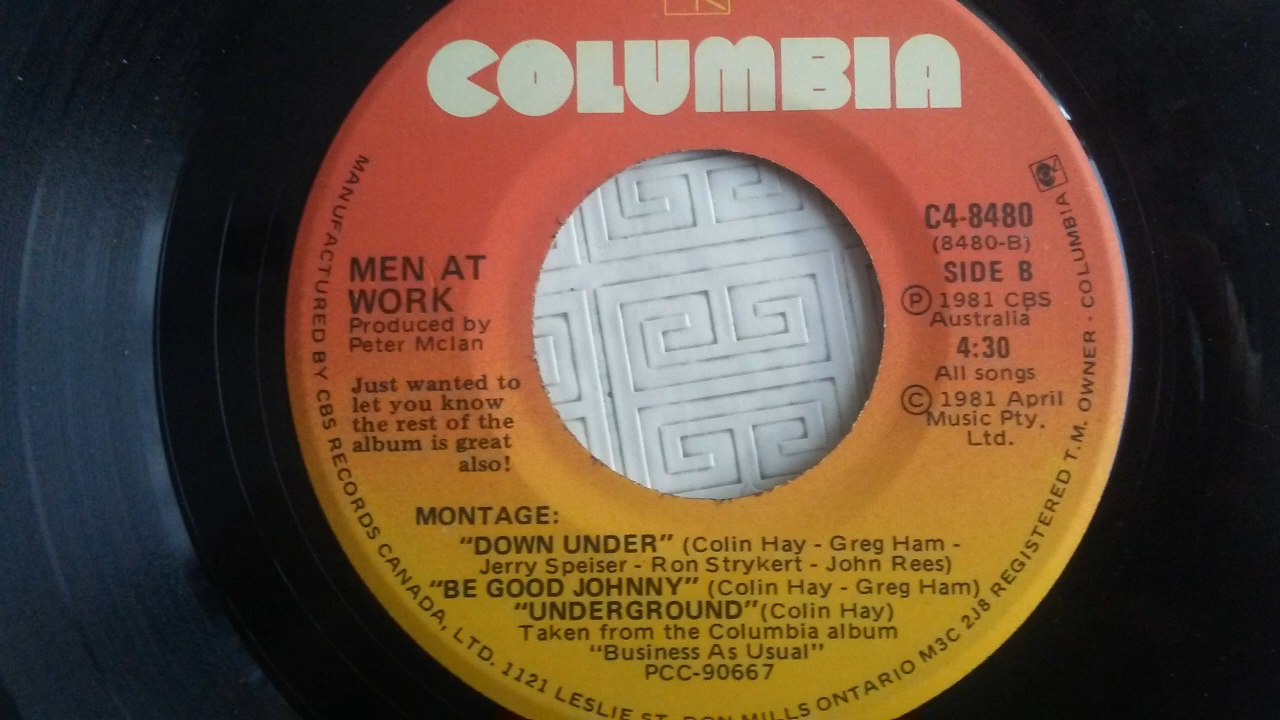 COLUMBIA
MEN AT
WORK
Produced by
Peter McIan
Just wanted to
let you know
the rest of the
album is great
also!
C4-8480
(8480-B)
SIDE B
Ⓟ 1981 CBS
Australia
4:30
All songs
© 1981 April
Music Pty.
Ltd.
MONTAGE:
"DOWN UNDER" (Colin Hay - Greg Ham -
Jerry Speiser - Ron Strykert - John Rees)
"BE GOOD JOHNNY" (Colin Hay - Greg Ham)
"UNDERGROUND" (Colin Hay)
Taken from the Columbia album
"Business As Usual"
PCC-90667
MANUFACTURED BY CBS RECORDS CANADA, LTD. 1121 LESLIE ST. DON MILLS ONTARIO M3C 2J8 REGISTERED T.M. OWNER - COLUMBIA